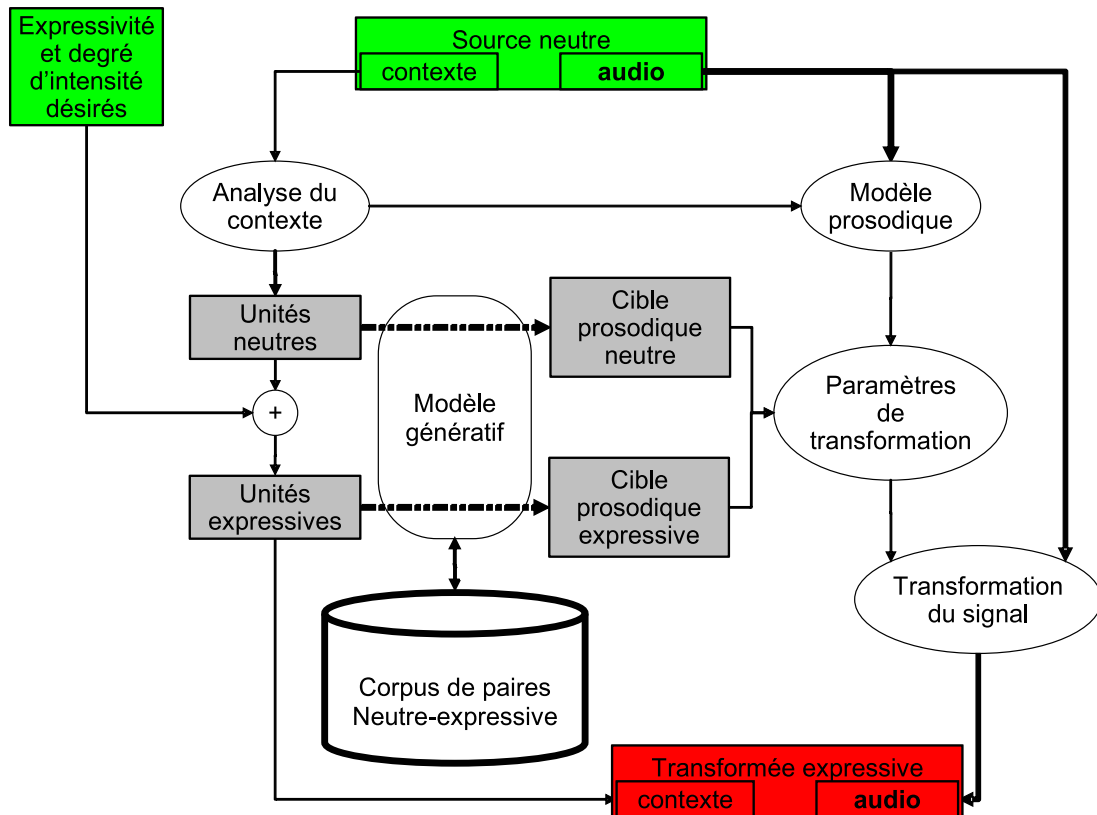 Expressivité
et degré
d'intensité
désirés
Source neutre
contexte
audio
Analyse du
contexte
Modèle
prosodique
Unités
neutres
Cible
prosodique
neutre
+
Modèle
génératif
Paramètres
de
transformation
Unités
expressives
Cible
prosodique
expressive
Transformation
du signal
Corpus de paires
Neutre-expressive
Transformée expressive
contexte
audio